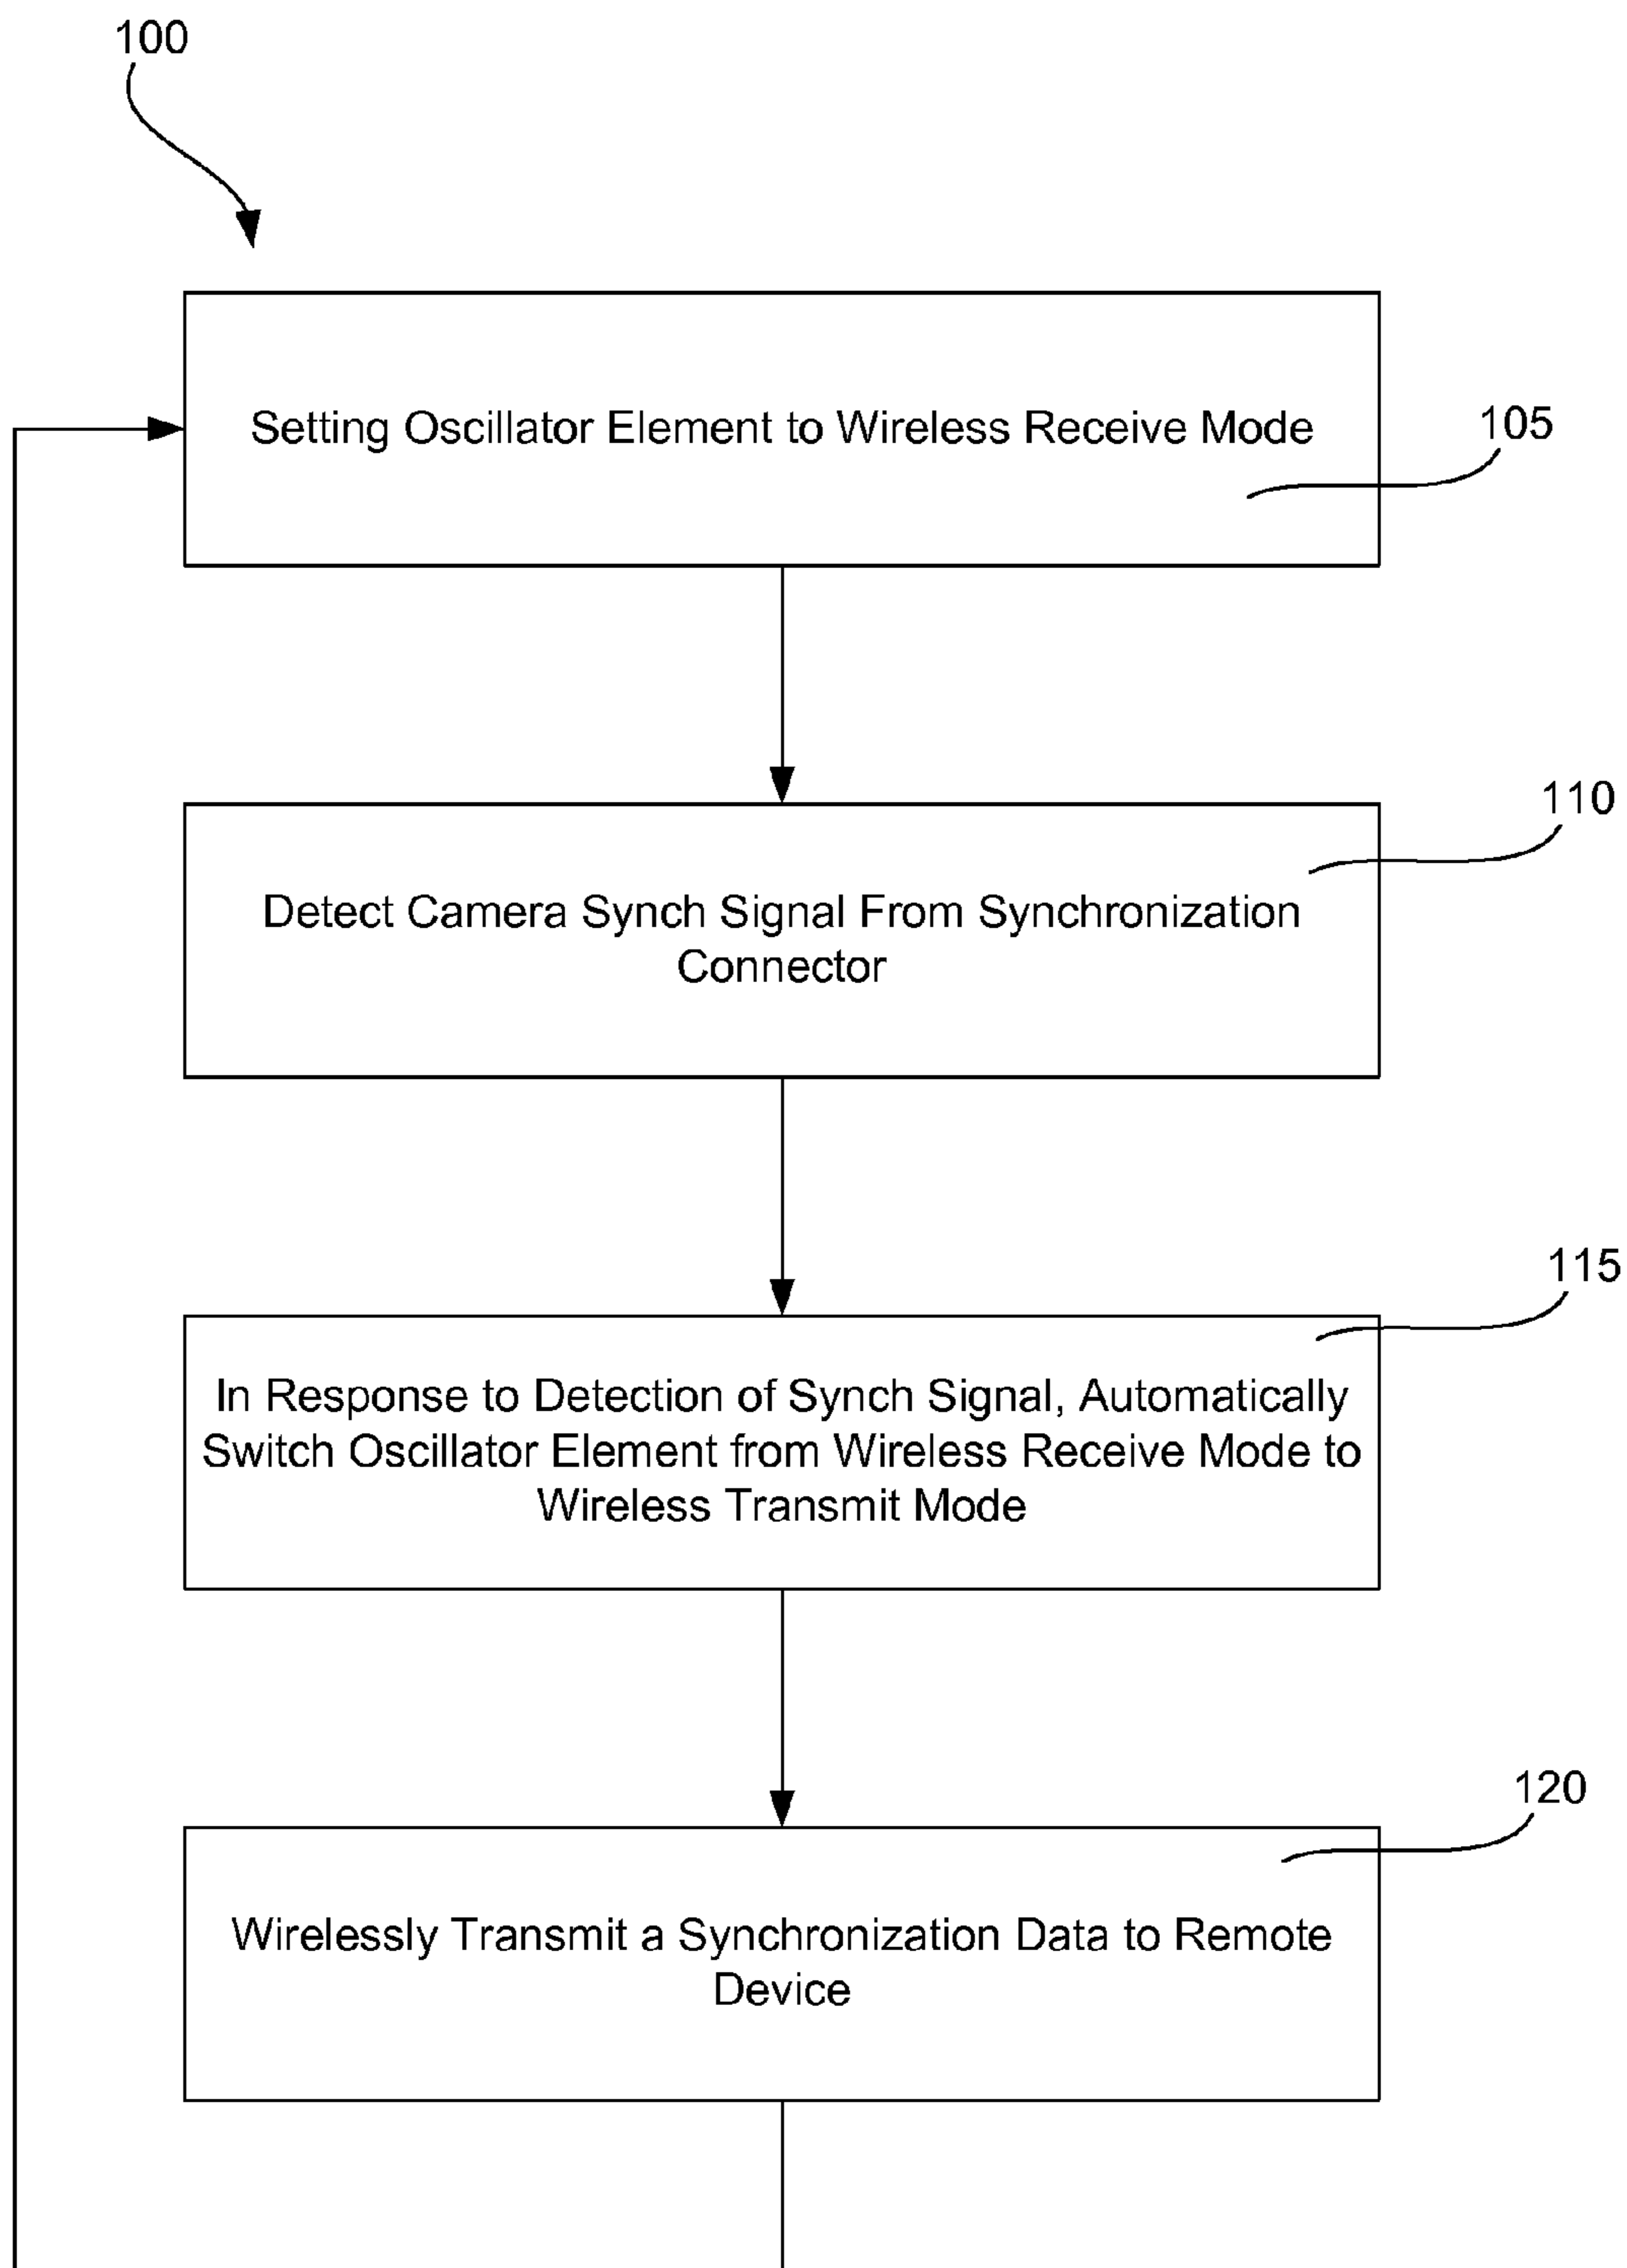 100
Setting Oscillator Element to Wireless Receive Mode
105
110
Detect Camera Synch Signal From Synchronization
Connector
115
In Response to Detection of Synch Signal, Automatically
Switch Oscillator Element from Wireless Receive Mode to
Wireless Transmit Mode
120
Wirelessly Transmit a Synchronization Data to Remote
Device